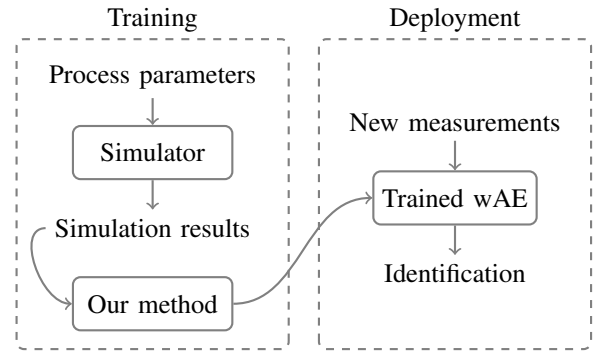 Training
Process parameters
Simulator
Simulation results
Our method
Deployment
New measurements
Trained wAE
Identification